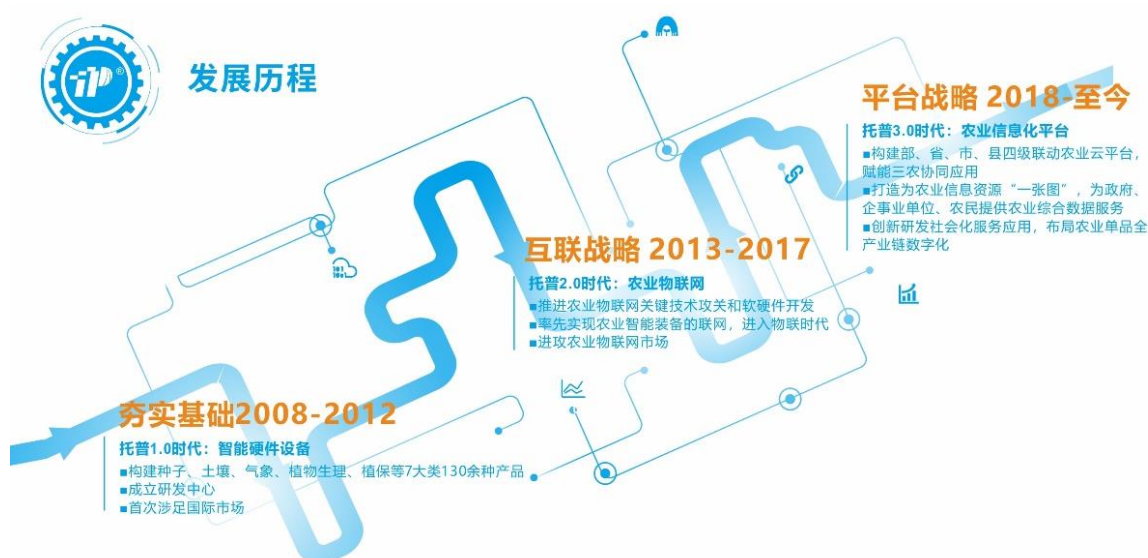 发展历程
平台战略 2018-至今
托普3.0时代：农业信息化平台
■构建部、省、市、县四级联动农业云平台，
赋能三农协同应用
■打造为农业信息资源“一张图”，为政府、
企事业单位、农民提供农业综合数据服务
■创新研发社会化服务应用，布局农业单品全
产业链数字化
互联战略 2013-2017
托普2.0时代：农业物联网
■推进农业物联网关键技术攻关和软硬件开发
■率先实现农业智能装备的联网，进入物联时代
■进攻农业物联网市场
夯实基础2008-2012
托普1.0时代：智能硬件设备
■构建种子、土壤、气象、植物生理、植保等7大类130余种产品
■成立研发中心
■首次涉足国际市场